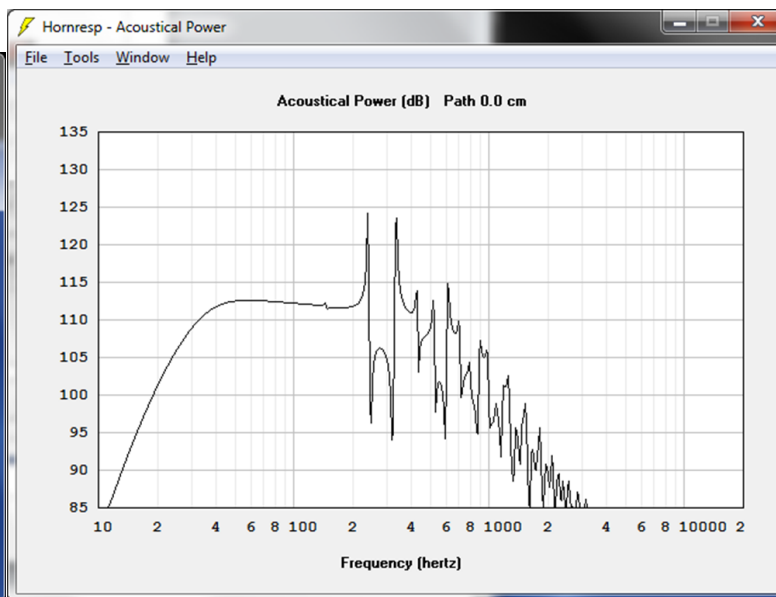 Hornresp - Acoustical Power
File Tools Window Help
Acoustical Power (dB) Path 0.0 cm
135
130
125
120
115
110
105
100
95
90
85
10 2 4 6 8 100 2 4 6 8 1000 2 4 6 8 10000 2
Frequency (hertz)